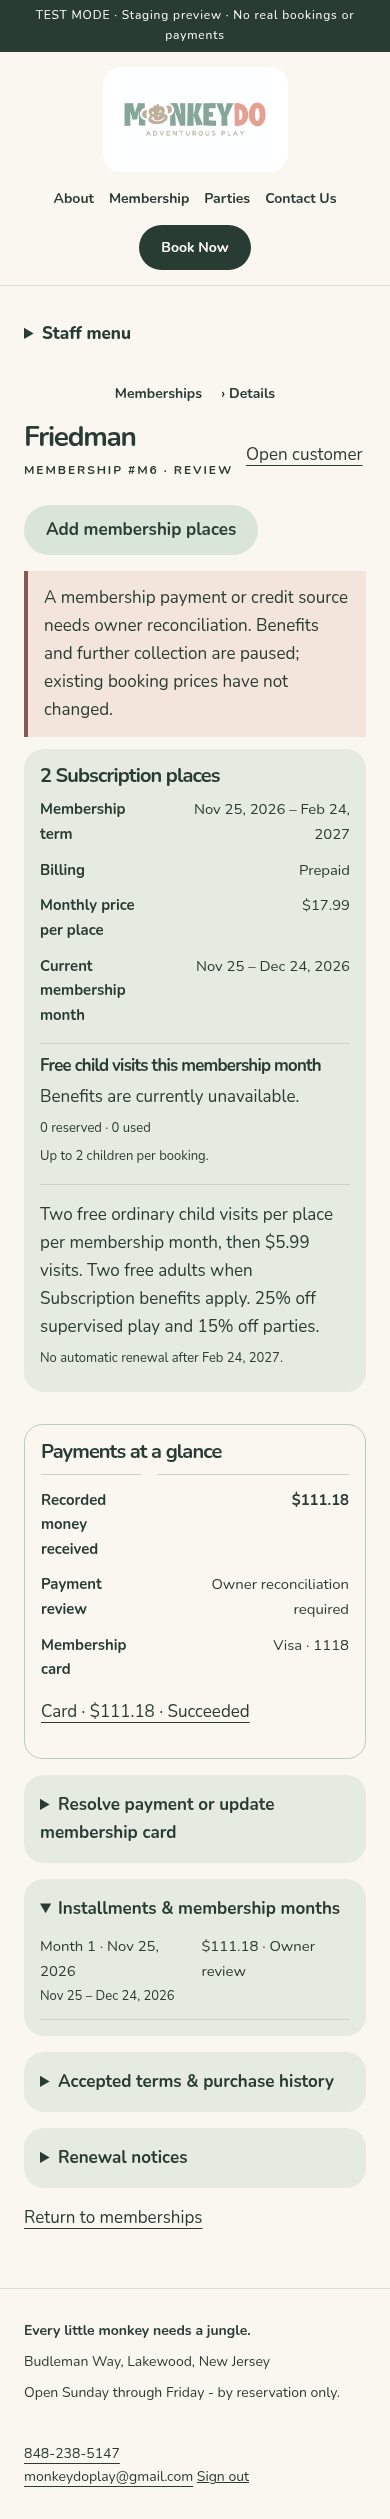 TEST MODE · Staging preview · No real bookings or
payments
MONKEYDO
ADVENTUROUS PLAY
About Membership Parties Contact Us
Book Now
▶ Staff menu
Memberships › Details
Friedman
MEMBERSHIP #M6 · REVIEW
Open customer
Add membership places
A membership payment or credit source
needs owner reconciliation. Benefits
and further collection are paused;
existing booking prices have not
changed.
2 Subscription places
Membership
term
Nov 25, 2026 – Feb 24,
2027
Billing
Prepaid
Monthly price
per place
$17.99
Current
membership
month
Nov 25 – Dec 24, 2026
Free child visits this membership month
Benefits are currently unavailable.
0 reserved · 0 used
Up to 2 children per booking.
Two free ordinary child visits per place
per membership month, then $5.99
visits. Two free adults when
Subscription benefits apply. 25% off
supervised play and 15% off parties.
No automatic renewal after Feb 24, 2027.
Payments at a glance
Recorded
money
received
$111.18
Payment
review
Owner reconciliation
required
Membership
card
Visa · 1118
Card · $111.18 · Succeeded
▶ Resolve payment or update
membership card
▼ Installments & membership months
Month 1 · Nov 25,
2026
Nov 25 – Dec 24, 2026
$111.18 · Owner
review
▶ Accepted terms & purchase history
▶ Renewal notices
Return to memberships
Every little monkey needs a jungle.
Budleman Way, Lakewood, New Jersey
Open Sunday through Friday - by reservation only.
848-238-5147
monkeydoplay@gmail.com Sign out